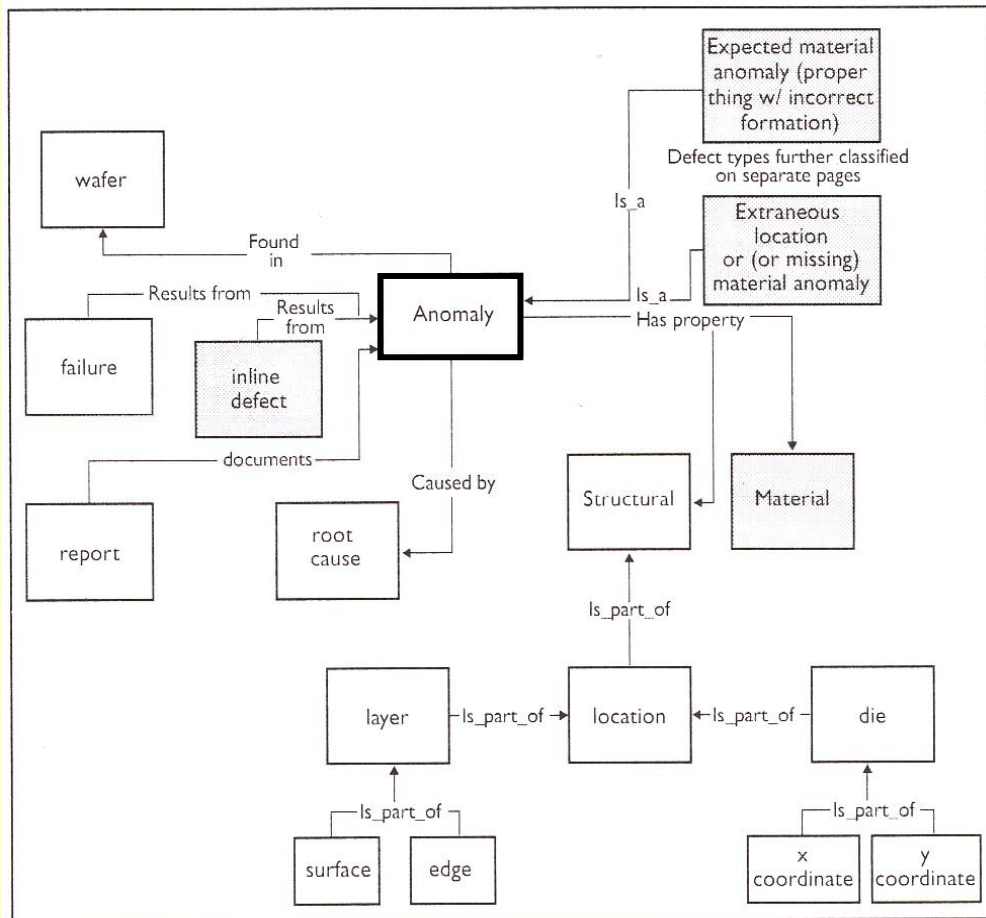 Expected material
anomaly (proper
thing w/ incorrect
formation)
Defect types further classified
on separate pages
wafer
Is_a
Extraneous
location
or (or missing)
material anomaly
Found
in
Results from
Results
from
Anomaly
Is_a
Has property
failure
inline
defect
documents
Caused by
Structural
Material
report
root
cause
Is_part_of
layer
Is_part_of
location
Is_part_of
die
Is_part_of
Is_part_of
surface
edge
x
coordinate
y
coordinate